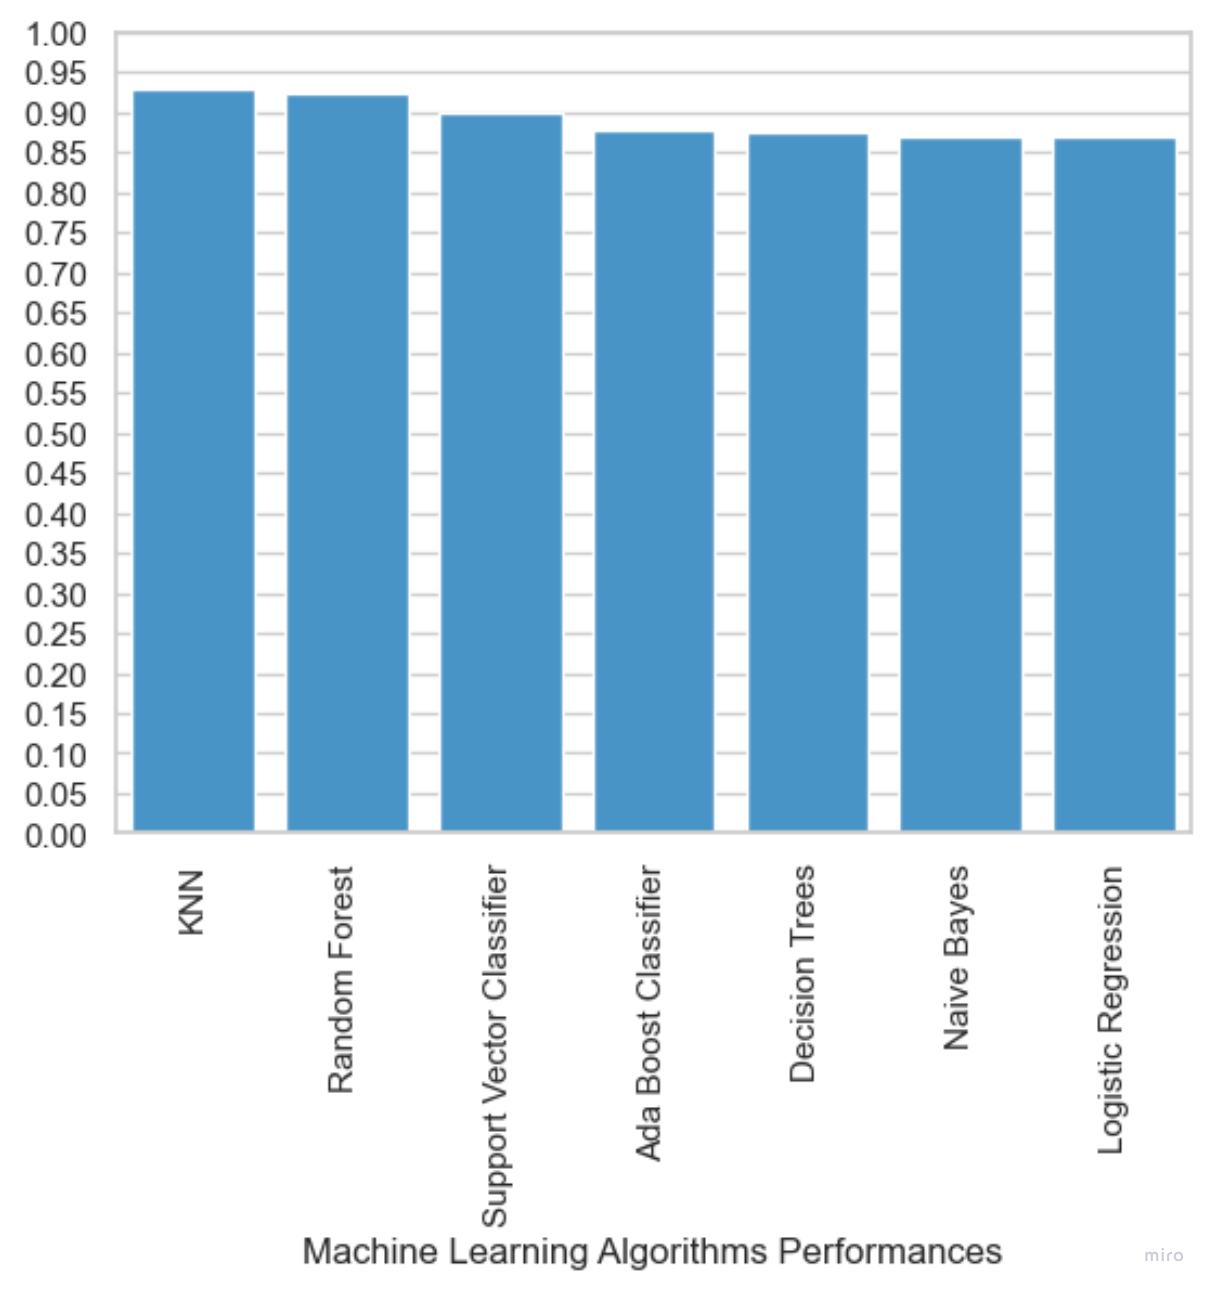 1.00
0.95
0.90
0.85
0.80
0.75
0.70
0.65
0.60
0.55
0.50
0.45
0.40
0.35
0.30
0.25
0.20
0.15
0.10
0.05
0.00
KNN
Random Forest
Support Vector Classifier
Ada Boost Classifier
Decision Trees
Naive Bayes
Logistic Regression
Machine Learning Algorithms Performances
miro